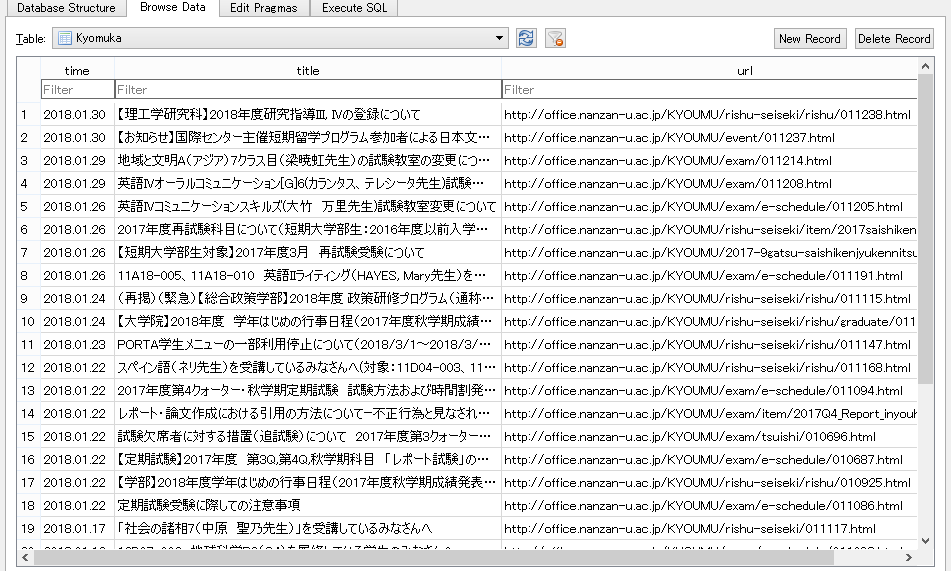 Database Structure Browse Data Edit Pragmas Execute SQL
Table: Kyomuka New Record Delete Record
time title url
Filter Filter Filter
1 2018.01.30 【理工学研究科】2018年度研究指導Ⅲ, Ⅳの登録について http://office.nanzan-u.ac.jp/KYOUMU/rishu-seiseki/rishu/011238.html
2 2018.01.30 【お知らせ】国際センター主催短期留学プログラム参加者による日本文… http://office.nanzan-u.ac.jp/KYOUMU/event/011237.html
3 2018.01.29 地域と文明A(アジア)7クラス目(梁暁虹先生)の試験教室の変更につ… http://office.nanzan-u.ac.jp/KYOUMU/exam/011214.html
4 2018.01.29 英語Ⅳオーラルコミュニケーション[G]6(カランタス、テレシータ先生)試験… http://office.nanzan-u.ac.jp/KYOUMU/exam/011208.html
5 2018.01.26 英語Ⅳコミュニケーションスキルズ(大竹　万里先生)試験教室変更について http://office.nanzan-u.ac.jp/KYOUMU/exam/e-schedule/011205.html
6 2018.01.26 2017年度再試験科目について(短期大学部生：2016年度以前入学… http://office.nanzan-u.ac.jp/KYOUMU/rishu-seiseki/item/2017saishiken
7 2018.01.26 【短期大学部生対象】2017年度3月　再試験受験について http://office.nanzan-u.ac.jp/KYOUMU/2017-9gatsu-saishikenjyukennitsu
8 2018.01.26 11A18-005、11A18-010　英語Ⅱライティング(HAYES, Mary先生)を… http://office.nanzan-u.ac.jp/KYOUMU/exam/e-schedule/011191.html
9 2018.01.24 (再掲)(緊急)【総合政策学部】2018年度 政策研修プログラム(通称… http://office.nanzan-u.ac.jp/KYOUMU/rishu-seiseki/rishu/011115.html
10 2018.01.24 【大学院】2018年度　学年はじめの行事日程(2017年度秋学期成績… http://office.nanzan-u.ac.jp/KYOUMU/rishu-seiseki/rishu/graduate/011
11 2018.01.23 PORTA学生メニューの一部利用停止について(2018/3/1～2018/3/… http://office.nanzan-u.ac.jp/KYOUMU/rishu-seiseki/rishu/011147.html
12 2018.01.22 スペイン語(ネリ先生)を受講しているみなさんへ(対象：11D04-003、11… http://office.nanzan-u.ac.jp/KYOUMU/rishu-seiseki/rishu/011168.html
13 2018.01.22 2017年度第4クォーター・秋学期定期試験　試験方法および時間割発… http://office.nanzan-u.ac.jp/KYOUMU/exam/e-schedule/011094.html
14 2018.01.22 レポート・論文作成における引用の方法について－不正行為と見なされ… http://office.nanzan-u.ac.jp/KYOUMU/exam/item/2017Q4_Report_inyouh
15 2018.01.22 試験欠席者に対する措置(追試験)について　2017年度第3クォーター… http://office.nanzan-u.ac.jp/KYOUMU/exam/tsuishi/010696.html
16 2018.01.22 【定期試験】2017年度　第3Q,第4Q,秋学期科目　「レポート試験」の… http://office.nanzan-u.ac.jp/KYOUMU/exam/e-schedule/010687.html
17 2018.01.22 【学部】2018年度学年はじめの行事日程(2017年度秋学期成績発表… http://office.nanzan-u.ac.jp/KYOUMU/rishu-seiseki/rishu/010925.html
18 2018.01.22 定期試験受験に際しての注意事項 http://office.nanzan-u.ac.jp/KYOUMU/exam/e-schedule/011086.html
19 2018.01.17 「社会の諸相7(中原　聖乃先生)」を受講しているみなさんへ http://office.nanzan-u.ac.jp/KYOUMU/rishu-seiseki/rishu/011117.html